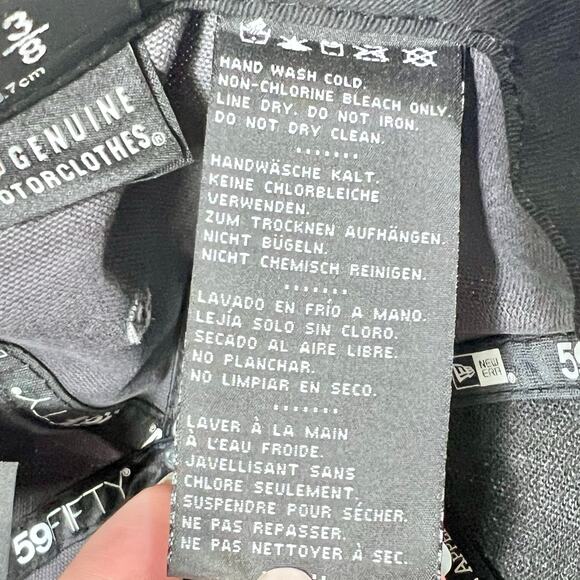 3/8
.7cm
GENUINE
OTORCLOTHES®
HAND WASH COLD.
NON-CHLORINE BLEACH ONLY.
LINE DRY. DO NOT IRON.
DO NOT DRY CLEAN.
.......
HANDWÄSCHE KALT.
KEINE CHLORBLEICHE
VERWENDEN.
ZUM TROCKNEN AUFHÄNGEN.
NICHT BÜGELN.
NICHT CHEMISCH REINIGEN.
.......
LAVADO EN FRÍO A MANO.
LEJÍA SOLO SIN CLORO.
SECADO AL AIRE LIBRE.
NO PLANCHAR.
NO LIMPIAR EN SECO.
.......
LAVER À LA MAIN
À L'EAU FROIDE.
JAVELLISANT SANS
CHLORE SEULEMENT.
SUSPENDRE POUR SÉCHER.
NE PAS REPASSER.
NE PAS NETTOYER À SEC.
NEW ERA
59
59FIFTY